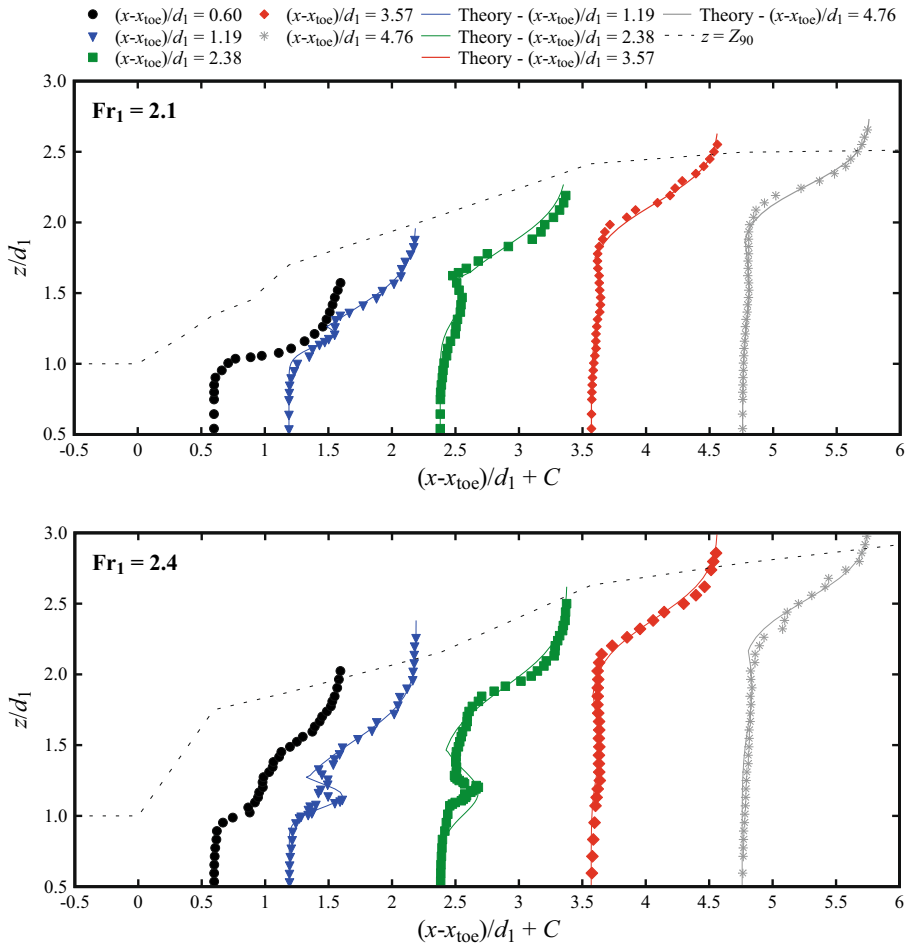 (x-x_toe)/d_1 = 0.60
(x-x_toe)/d_1 = 1.19
(x-x_toe)/d_1 = 2.38
(x-x_toe)/d_1 = 3.57
(x-x_toe)/d_1 = 4.76
Theory - (x-x_toe)/d_1 = 1.19
Theory - (x-x_toe)/d_1 = 2.38
Theory - (x-x_toe)/d_1 = 3.57
Theory - (x-x_toe)/d_1 = 4.76
z = Z_90
Fr_1 = 2.1
3.0
2.5
2.0
1.5
1.0
0.5
z/d_1
-0.5 0 0.5 1 1.5 2 2.5 3 3.5 4 4.5 5 5.5 6
(x-x_toe)/d_1 + C
Fr_1 = 2.4
3.0
2.5
2.0
1.5
1.0
0.5
z/d_1
-0.5 0 0.5 1 1.5 2 2.5 3 3.5 4 4.5 5 5.5 6
(x-x_toe)/d_1 + C